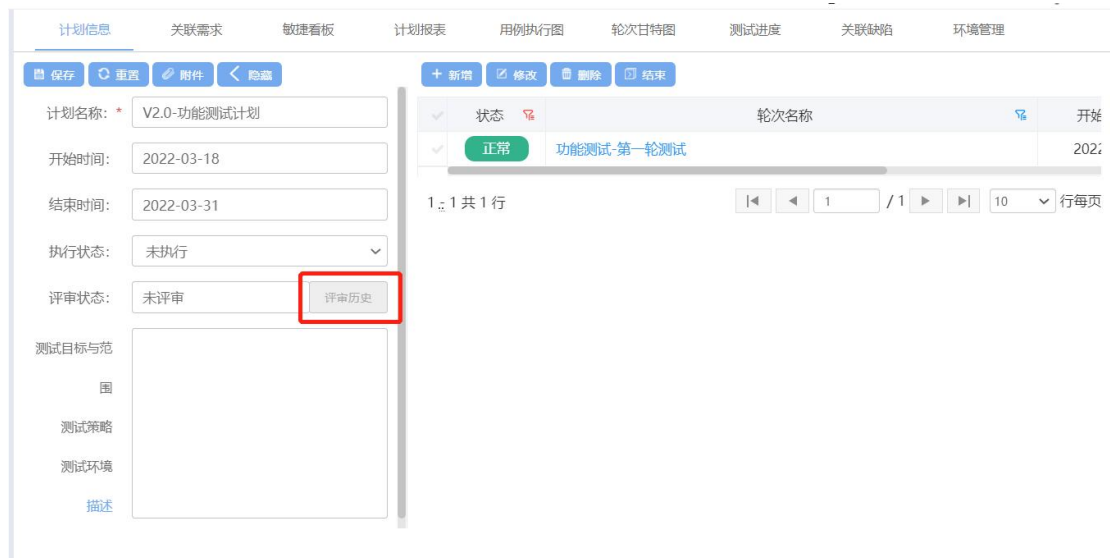 计划信息 关联需求 敏捷看板 计划报表 用例执行图 轮次甘特图 测试进度 关联缺陷 环境管理
保存 重置 附件 隐藏 新增 修改 删除 结束
计划名称: * V2.0-功能测试计划
状态 轮次名称 开始
开始时间: 2022-03-18
正常 功能测试-第一轮测试 2022
结束时间: 2022-03-31
1 - 1 共 1 行 1 / 1 10 行每页
执行状态: 未执行
评审状态: 未评审 评审历史
测试目标与范
围
测试策略
测试环境
描述